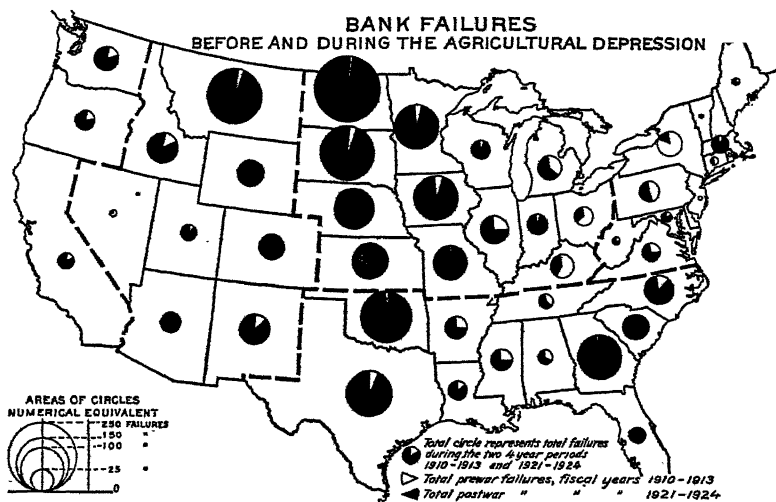 BANK FAILURES
BEFORE AND DURING THE AGRICULTURAL DEPRESSION
AREAS OF CIRCLES
NUMERICAL EQUIVALENT
250 FAILURES
150 "
100 "
25 "
0
Total circle represents total failures
during the two 4 year periods
1910-1913 and 1921-1924
Total prewar failures, fiscal years 1910-1913
Total postwar " " " 1921-1924